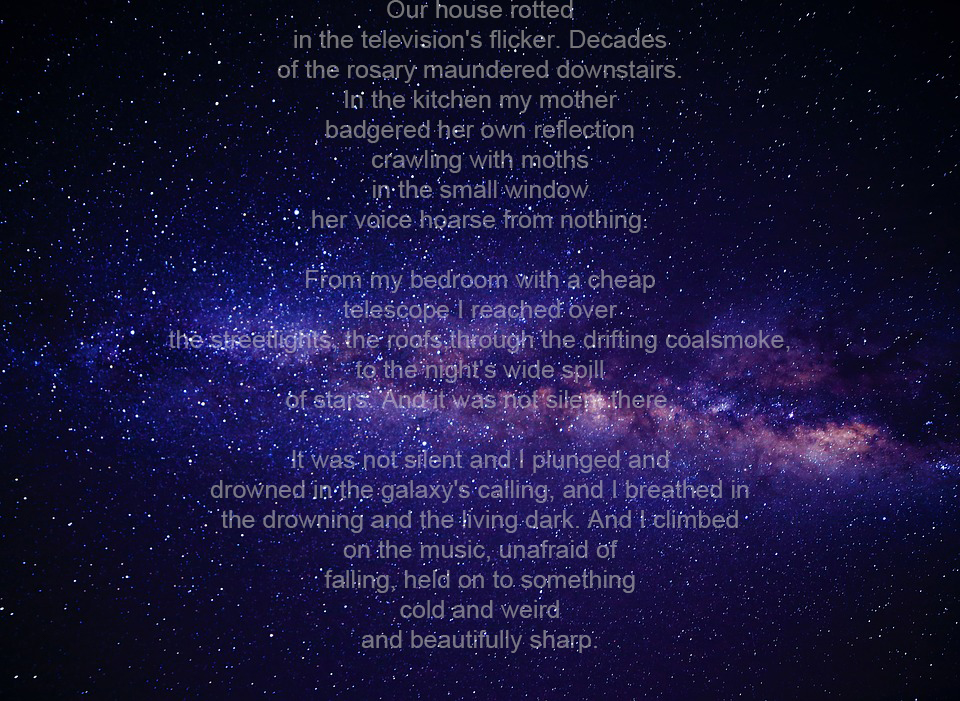 Our house rotted
in the television's flicker. Decades
of the rosary maundered downstairs.
In the kitchen my mother
badgered her own reflection
crawling with moths
in the small window
her voice hoarse from nothing.
From my bedroom with a cheap
telescope I reached over
the streetlights, the roofs through the drifting coalsmoke,
to the night's wide spill
of stars. And it was not silent there.
It was not silent and I plunged and
drowned in the galaxy's calling, and I breathed in
the drowning and the living dark. And I climbed
on the music, unafraid of
falling, held on to something
cold and weird
and beautifully sharp.